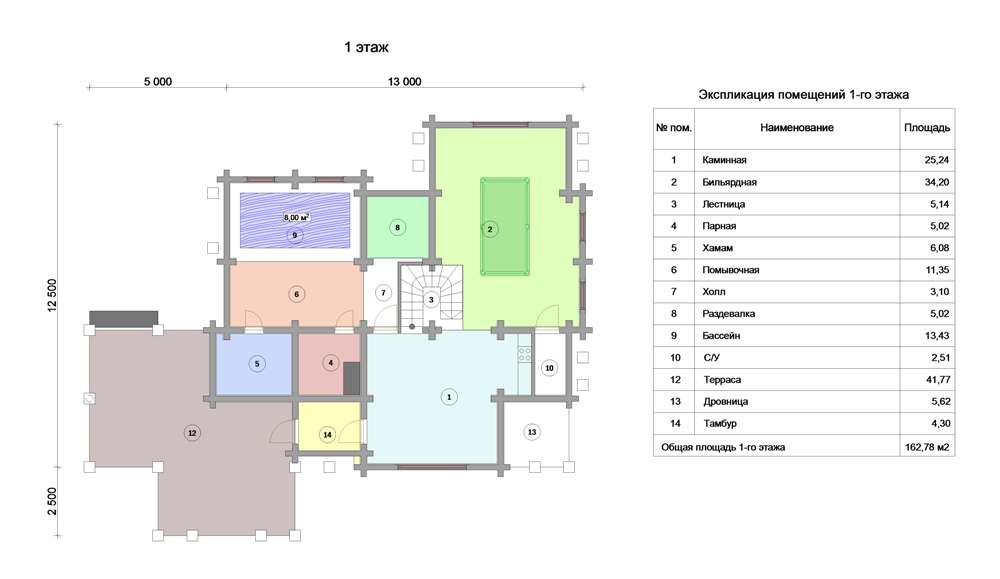 1 этаж
5 000
13 000
12 500
2 500
8,00 м²
9
8
2
7
3
6
5
4
1
10
12
14
13
Экспликация помещений 1-го этажа
№ пом. Наименование Площадь
1 Каминная 25,24
2 Бильярдная 34,20
3 Лестница 5,14
4 Парная 5,02
5 Хамам 6,08
6 Помывочная 11,35
7 Холл 3,10
8 Раздевалка 5,02
9 Бассейн 13,43
10 С/У 2,51
12 Терраса 41,77
13 Дровница 5,62
14 Тамбур 4,30
Общая площадь 1-го этажа 162,78 м2